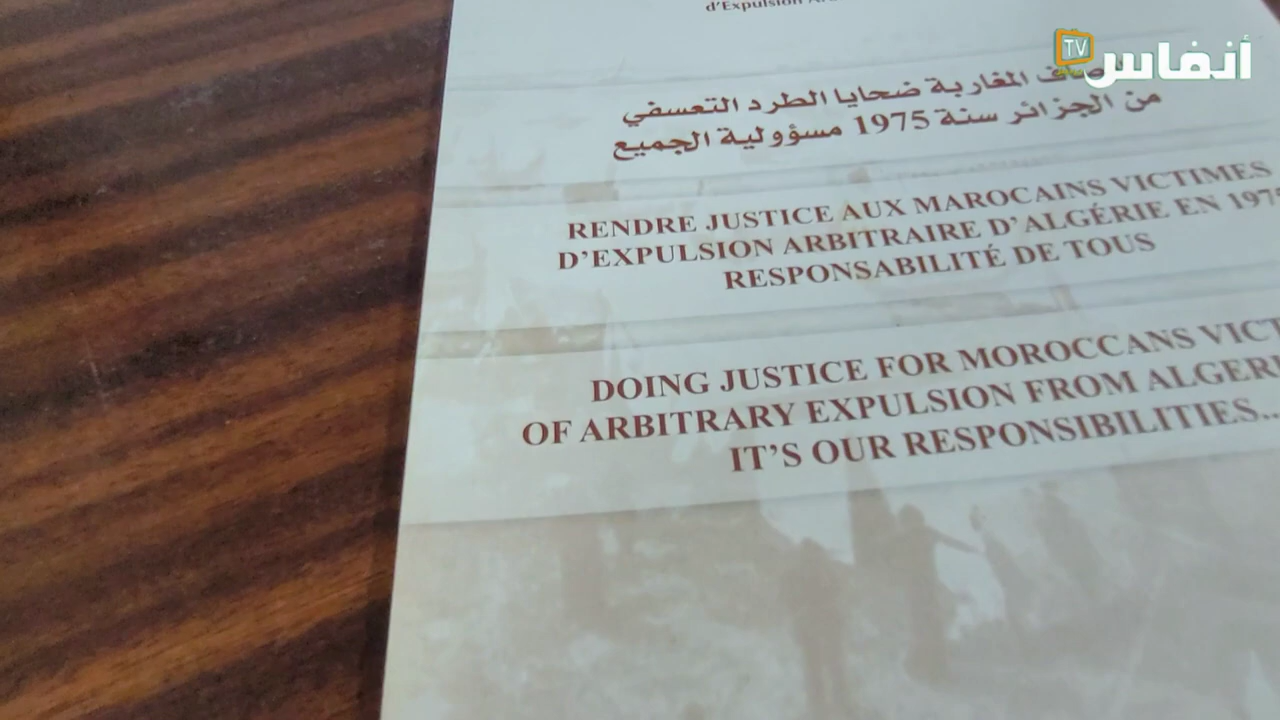 d'Expulsion
TV
أنفاس
المغاربة ضحايا الطرد التعسفي
من الجزائر سنة 1975 مسؤولية الجميع
RENDRE JUSTICE AUX MAROCAINS VICTIMES
D'EXPULSION ARBITRAIRE D'ALGÉRIE EN 197
RESPONSABILITÉ DE TOUS
DOING JUSTICE FOR MOROCCANS VICT
OF ARBITRARY EXPULSION FROM ALGERI
IT'S OUR RESPONSIBILITIES..